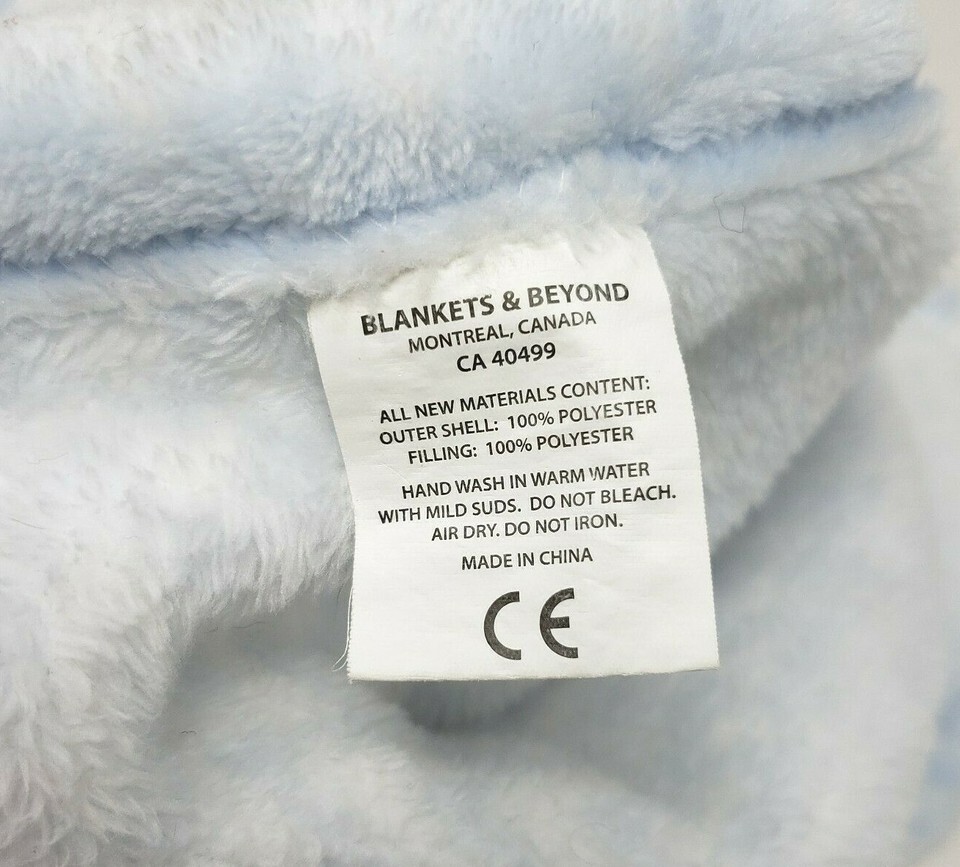 BLANKETS & BEYOND
MONTREAL, CANADA
CA 40499
ALL NEW MATERIALS CONTENT:
OUTER SHELL: 100% POLYESTER
FILLING: 100% POLYESTER
HAND WASH IN WARM WATER
WITH MILD SUDS. DO NOT BLEACH.
AIR DRY. DO NOT IRON.
MADE IN CHINA
CE